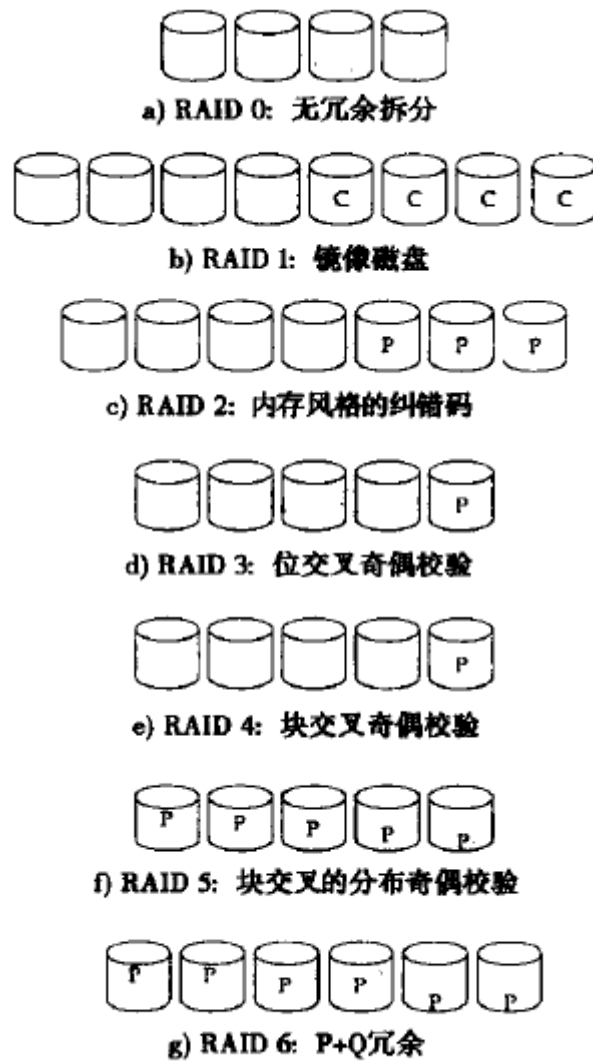 a) RAID 0: 无冗余拆分
C C C C
b) RAID 1: 镜像磁盘
P P P
c) RAID 2: 内存风格的纠错码
P
d) RAID 3: 位交叉奇偶校验
P
e) RAID 4: 块交叉奇偶校验
P P P P P
f) RAID 5: 块交叉的分布奇偶校验
P P P P P P
g) RAID 6: P+Q冗余